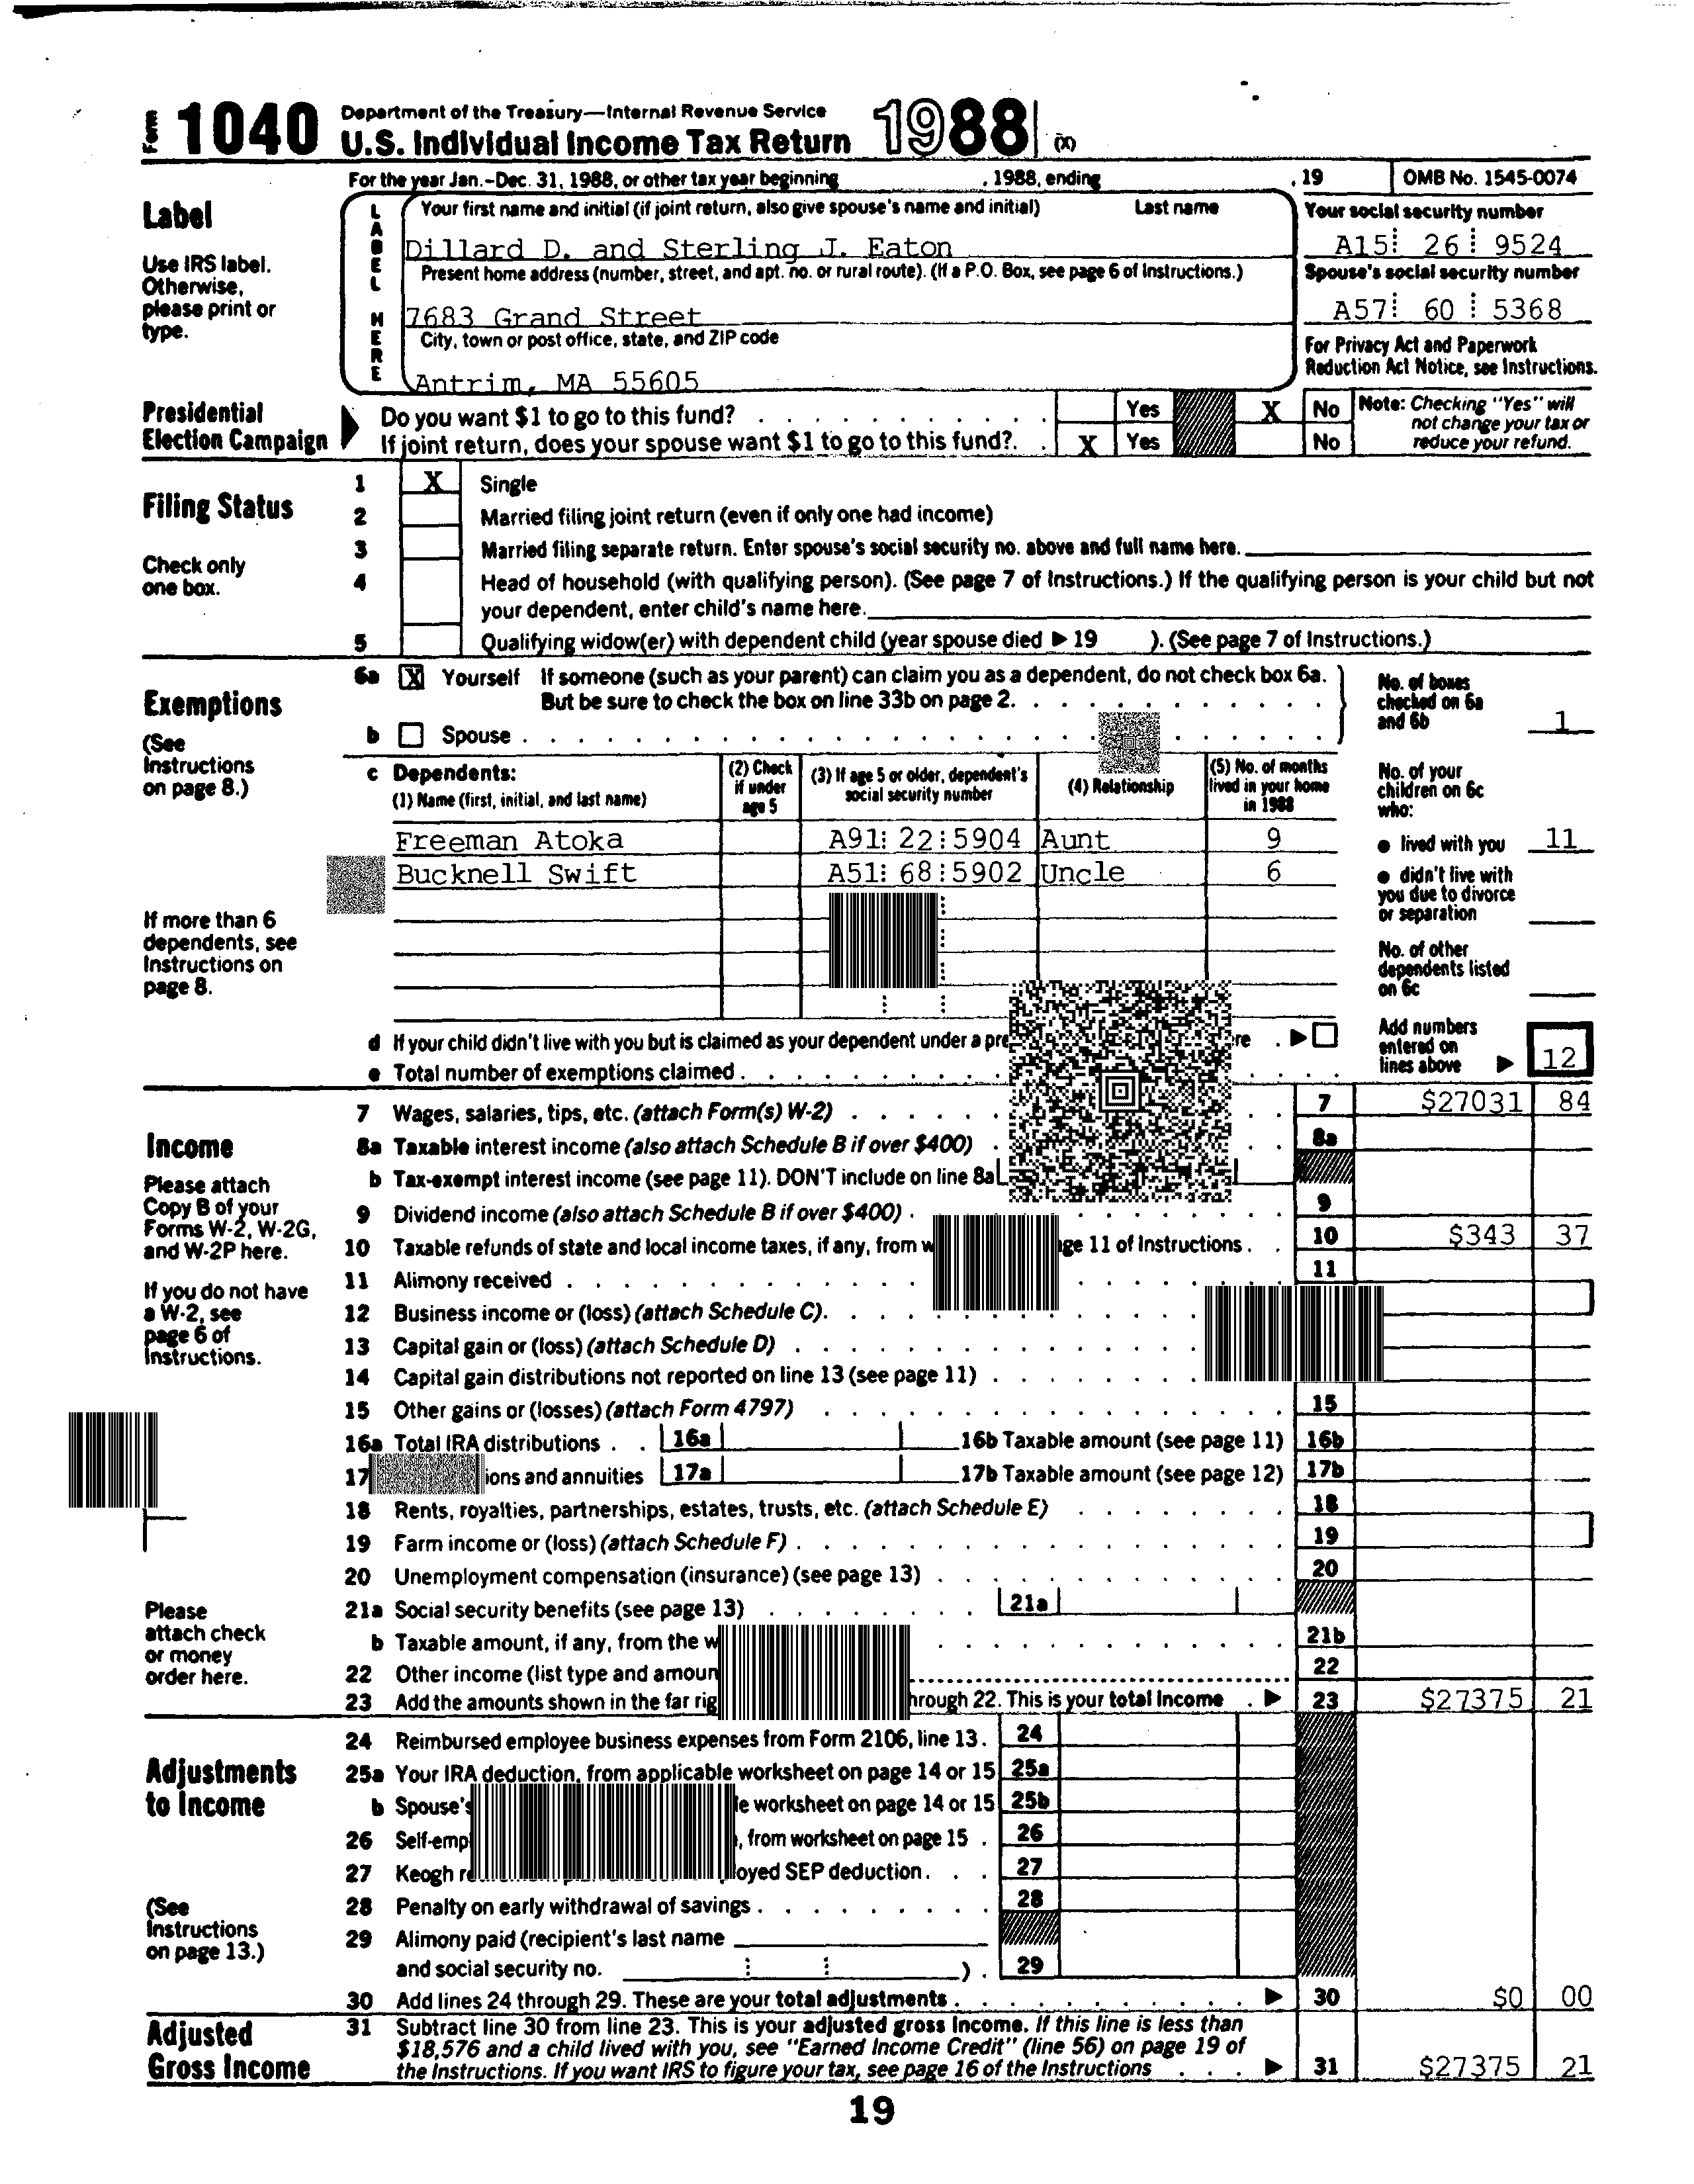 Form 1040 Department of the Treasury—Internal Revenue Service
U.S. Individual Income Tax Return 1988 (X)
For the year Jan.-Dec. 31, 1988, or other tax year beginning , 1988, ending , 19 OMB No. 1545-0074
Label
Use IRS label.
Otherwise,
please print or
type.
LABEL HERE
Your first name and initial (if joint return, also give spouse's name and initial) Last name
Dillard D. and Sterling J. Eaton
Present home address (number, street, and apt. no. or rural route). (If a P.O. Box, see page 6 of Instructions.)
7683 Grand Street
City, town or post office, state, and ZIP code
Antrim, MA 55605
Your social security number
A15 26 9524
Spouse's social security number
A57 60 5368
For Privacy Act and Paperwork
Reduction Act Notice, see Instructions.
Presidential
Election Campaign
Do you want $1 to go to this fund? Yes X No
If joint return, does your spouse want $1 to go to this fund? X Yes No
Note: Checking "Yes" will
not change your tax or
reduce your refund.
Filing Status
Check only
one box.
1 X Single
2 Married filing joint return (even if only one had income)
3 Married filing separate return. Enter spouse's social security no. above and full name here.
4 Head of household (with qualifying person). (See page 7 of Instructions.) If the qualifying person is your child but not
your dependent, enter child's name here.
5 Qualifying widow(er) with dependent child (year spouse died ▶ 19 ). (See page 7 of Instructions.)
Exemptions
(See
Instructions
on page 8.)
6a X Yourself If someone (such as your parent) can claim you as a dependent, do not check box 6a.
But be sure to check the box on line 33b on page 2.
b Spouse
No. of boxes
checked on 6a
and 6b 1
c Dependents:
(1) Name (first, initial, and last name)
(2) Check
if under
age 5
(3) If age 5 or older, dependent's
social security number
(4) Relationship
(5) No. of months
lived in your home
in 1988
Freeman Atoka A91 22 5904 Aunt 9
Bucknell Swift A51 68 5902 Uncle 6
If more than 6
dependents, see
Instructions on
page 8.
No. of your
children on 6c
who:
● lived with you 11
● didn't live with
you due to divorce
or separation
No. of other
dependents listed
on 6c
d If your child didn't live with you but is claimed as your dependent under a
e Total number of exemptions claimed
Add numbers
entered on
lines above ▶ 12
Income
Please attach
Copy B of your
Forms W-2, W-2G,
and W-2P here.
If you do not have
a W-2, see
page 6 of
Instructions.
7 Wages, salaries, tips, etc. (attach Form(s) W-2) 7 $27031 84
8a Taxable interest income (also attach Schedule B if over $400) 8a
b Tax-exempt interest income (see page 11). DON'T include on line 8a
9 Dividend income (also attach Schedule B if over $400) 9
10 Taxable refunds of state and local income taxes, if any, from 11 of Instructions. 10 $343 37
11 Alimony received 11
12 Business income or (loss) (attach Schedule C).
13 Capital gain or (loss) (attach Schedule D)
14 Capital gain distributions not reported on line 13 (see page 11)
15 Other gains or (losses) (attach Form 4797) 15
16a Total IRA distributions 16a 16b Taxable amount (see page 11) 16b
17 and annuities 17a 17b Taxable amount (see page 12) 17b
18 Rents, royalties, partnerships, estates, trusts, etc. (attach Schedule E) 18
19 Farm income or (loss) (attach Schedule F) 19
20 Unemployment compensation (insurance) (see page 13) 20
21a Social security benefits (see page 13) 21a
b Taxable amount, if any, from the 21b
22 Other income (list type and 22
23 Add the amounts shown in the far 22. This is your total income ▶ 23 $27375 21
Please
attach check
or money
order here.
Adjustments
to Income
(See
Instructions
on page 13.)
24 Reimbursed employee business expenses from Form 2106, line 13. 24
25a Your IRA deduction, from applicable worksheet on page 14 or 15 25a
b Spouse's worksheet on page 14 or 15 25b
26 from worksheet on page 15 26
27 Keogh SEP deduction 27
28 Penalty on early withdrawal of savings 28
29 Alimony paid (recipient's last name
and social security no. ) 29
30 Add lines 24 through 29. These are your total adjustments ▶ 30 $0 00
Adjusted
Gross Income
31 Subtract line 30 from line 23. This is your adjusted gross income. If this line is less than
$18,576 and a child lived with you, see "Earned Income Credit" (line 56) on page 19 of
the Instructions. If you want IRS to figure your tax, see page 16 of the Instructions ▶ 31 $27375 21
19